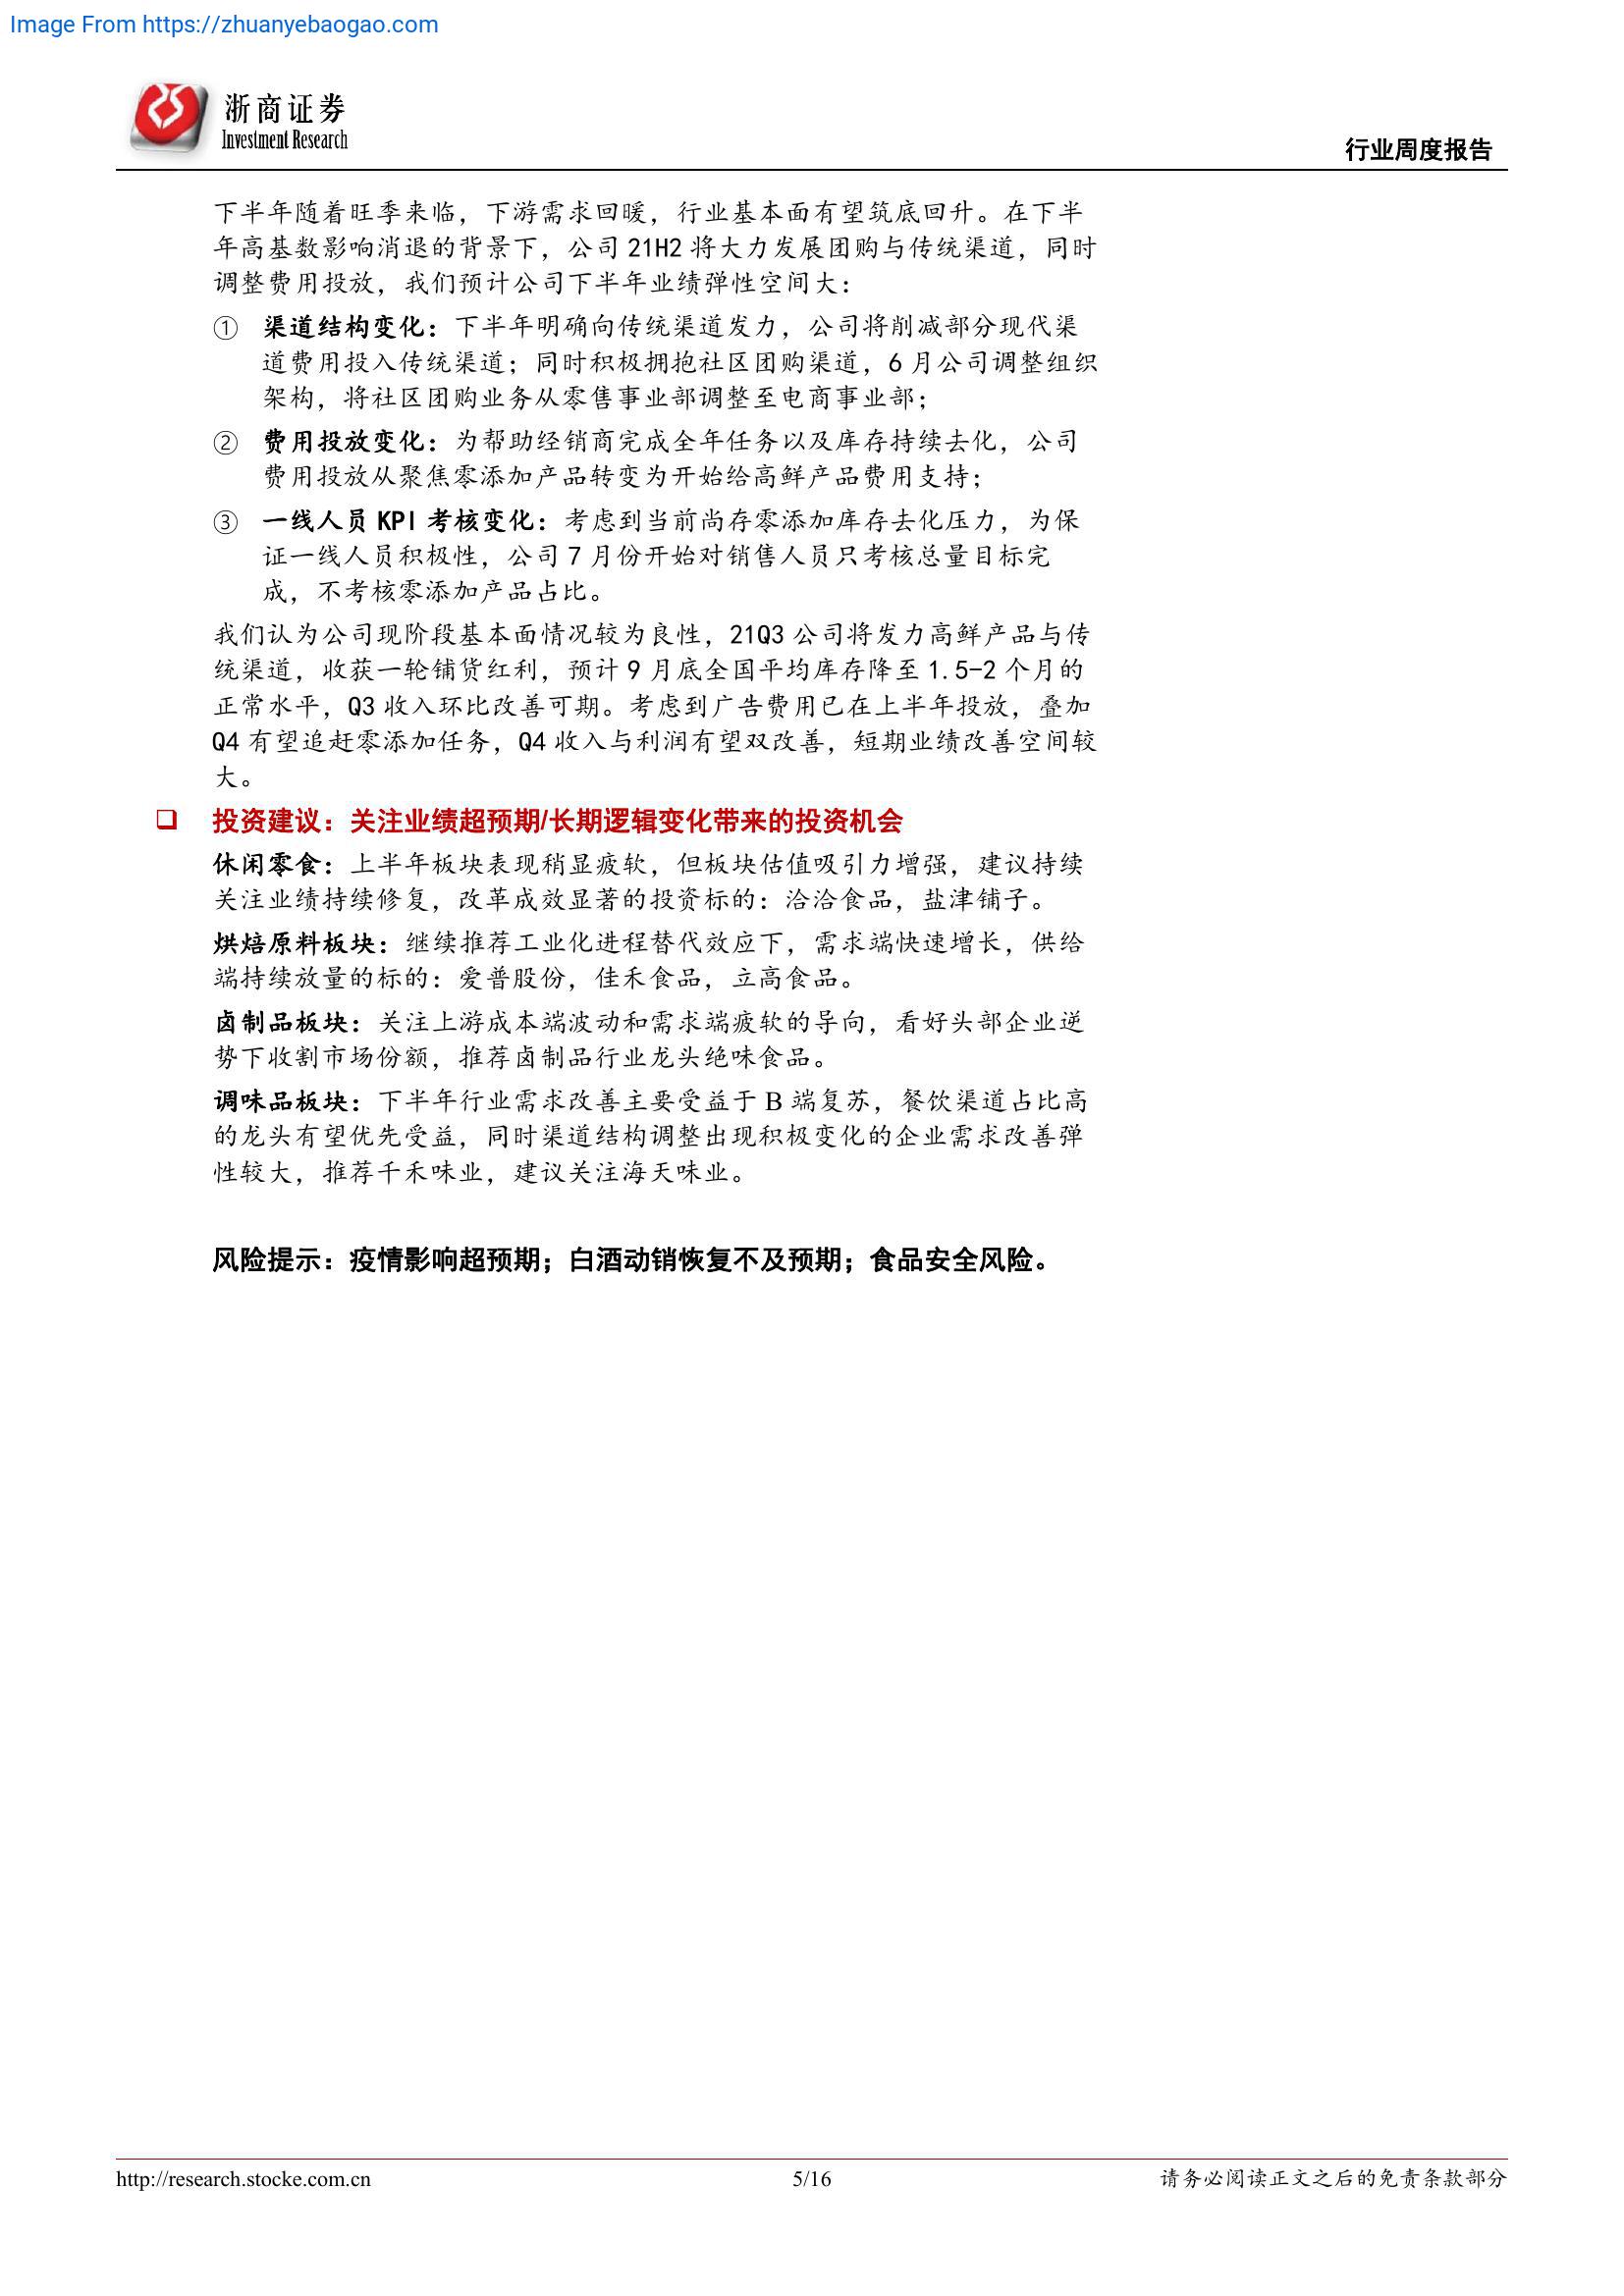 Image From https://zhuanyebaogao.com
浙商证券
Investment Research
行业周度报告
下半年随着旺季来临，下游需求回暖，行业基本面有望筑底回升。在下半
年高基数影响消退的背景下，公司 21H2 将大力发展团购与传统渠道，同时
调整费用投放，我们预计公司下半年业绩弹性空间大：
① 渠道结构变化：下半年明确向传统渠道发力，公司将削减部分现代渠
道费用投入传统渠道；同时积极拥抱社区团购渠道，6 月公司调整组织
架构，将社区团购业务从零售事业部调整至电商事业部；
② 费用投放变化：为帮助经销商完成全年任务以及库存持续去化，公司
费用投放从聚焦零添加产品转变为开始给高鲜产品费用支持；
③ 一线人员 KPI 考核变化：考虑到当前尚存零添加库存去化压力，为保
证一线人员积极性，公司 7 月份开始对销售人员只考核总量目标完
成，不考核零添加产品占比。
我们认为公司现阶段基本面情况较为良性，21Q3 公司将发力高鲜产品与传
统渠道，收获一轮铺货红利，预计 9 月底全国平均库存降至 1.5-2 个月的
正常水平，Q3 收入环比改善可期。考虑到广告费用已在上半年投放，叠加
Q4 有望追赶零添加任务，Q4 收入与利润有望双改善，短期业绩改善空间较
大。
❑ 投资建议：关注业绩超预期/长期逻辑变化带来的投资机会
休闲零食：上半年板块表现稍显疲软，但板块估值吸引力增强，建议持续
关注业绩持续修复，改革成效显著的投资标的：洽洽食品，盐津铺子。
烘焙原料板块：继续推荐工业化进程替代效应下，需求端快速增长，供给
端持续放量的标的：爱普股份，佳禾食品，立高食品。
卤制品板块：关注上游成本端波动和需求端疲软的导向，看好头部企业逆
势下收割市场份额，推荐卤制品行业龙头绝味食品。
调味品板块：下半年行业需求改善主要受益于 B 端复苏，餐饮渠道占比高
的龙头有望优先受益，同时渠道结构调整出现积极变化的企业需求改善弹
性较大，推荐千禾味业，建议关注海天味业。
风险提示：疫情影响超预期；白酒动销恢复不及预期；食品安全风险。
http://research.stocke.com.cn
5/16
请务必阅读正文之后的免责条款部分